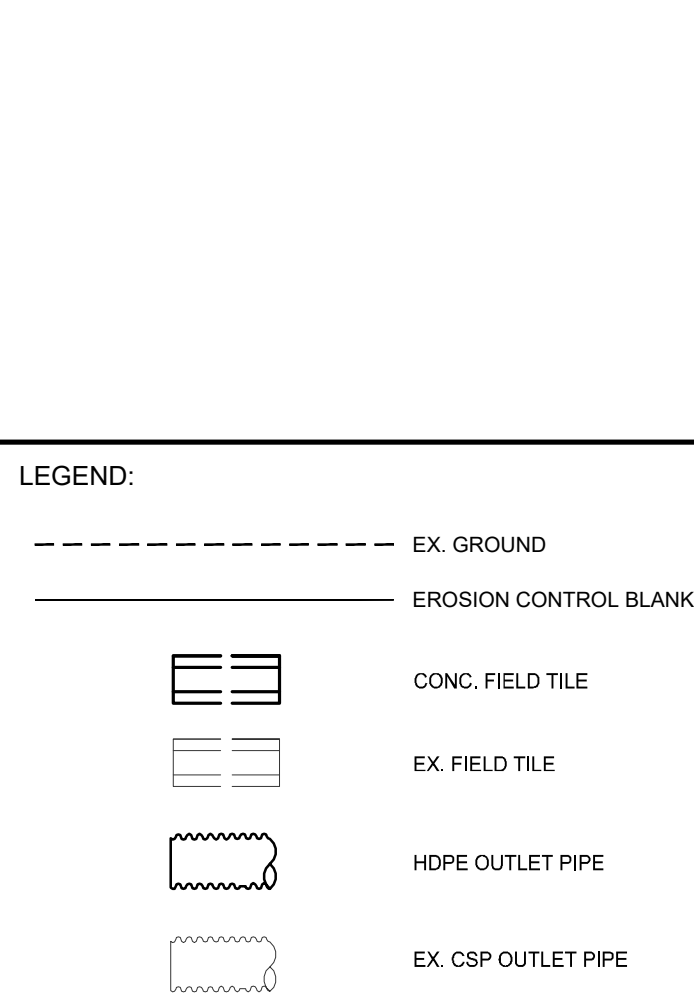 LEGEND:
EX. GROUND
EROSION CONTROL BLANK
CONC. FIELD TILE
EX. FIELD TILE
HDPE OUTLET PIPE
EX. CSP OUTLET PIPE